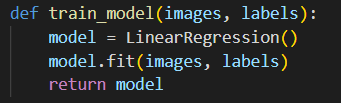 def train_model(images, labels):
    model = LinearRegression()
    model.fit(images, labels)
    return model